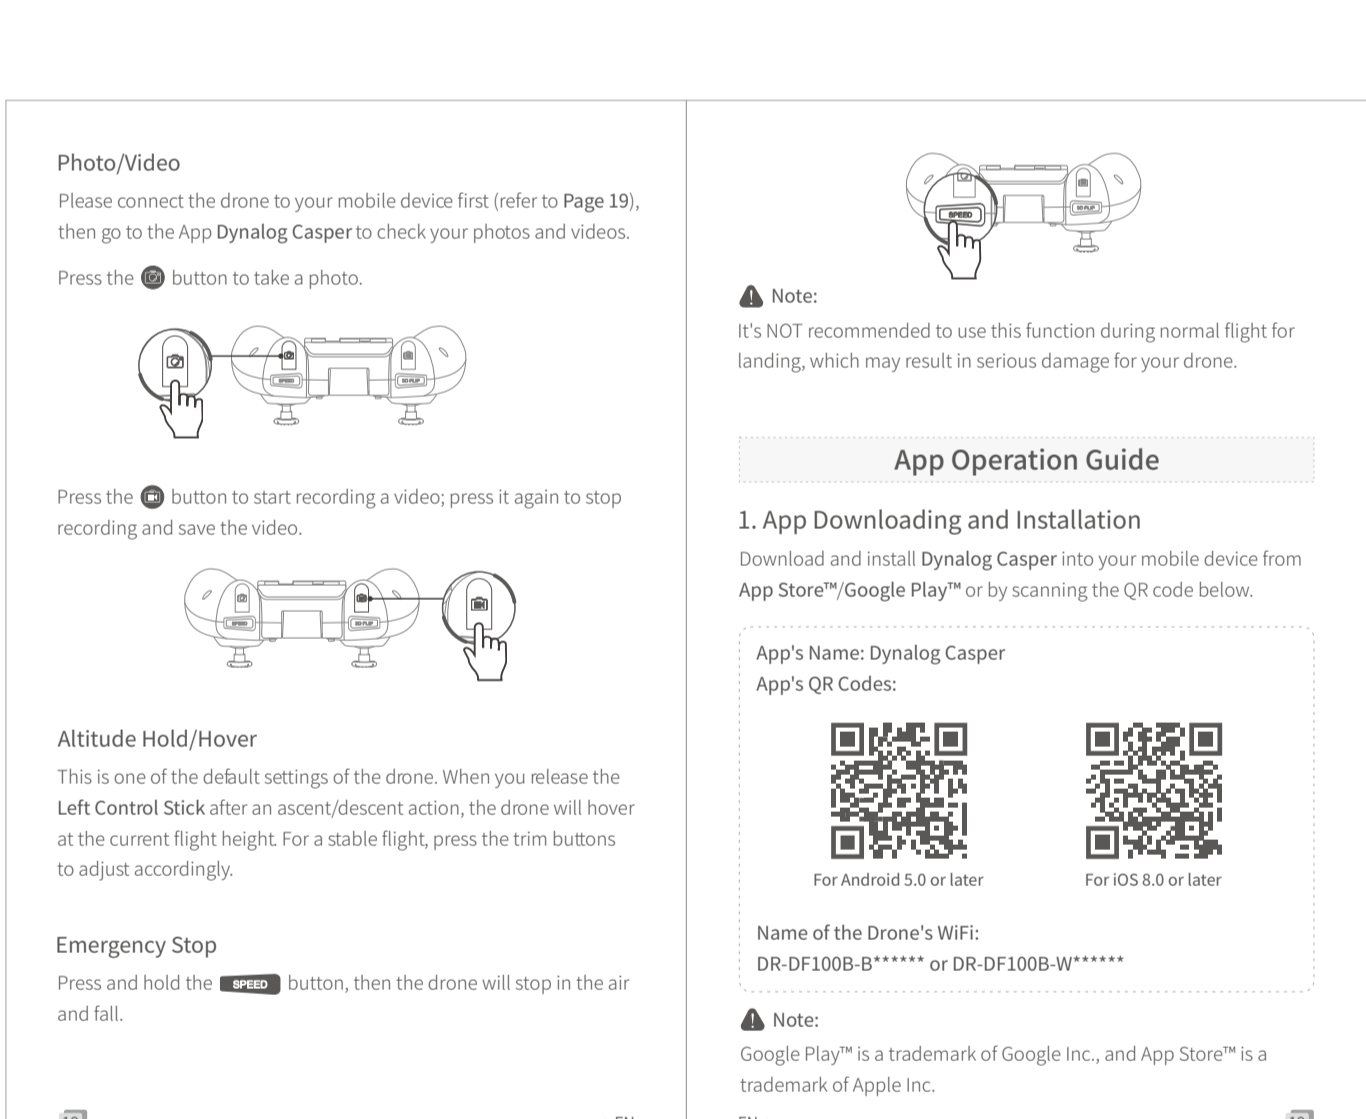 Photo/Video
Please connect the drone to your mobile device first (refer to Page 19),
then go to the App Dynalog Casper to check your photos and videos.
Press the button to take a photo.
SPEED
3D FLIP
Press the button to start recording a video; press it again to stop
recording and save the video.
SPEED
3D FLIP
Altitude Hold/Hover
This is one of the default settings of the drone. When you release the
Left Control Stick after an ascent/descent action, the drone will hover
at the current flight height. For a stable flight, press the trim buttons
to adjust accordingly.
Emergency Stop
Press and hold the SPEED button, then the drone will stop in the air
and fall.
EN
SPEED
3D FLIP
Note:
It's NOT recommended to use this function during normal flight for
landing, which may result in serious damage for your drone.
App Operation Guide
1. App Downloading and Installation
Download and install Dynalog Casper into your mobile device from
App Store™/Google Play™ or by scanning the QR code below.
App's Name: Dynalog Casper
App's QR Codes:
For Android 5.0 or later
For iOS 8.0 or later
Name of the Drone's WiFi:
DR-DF100B-B****** or DR-DF100B-W******
Note:
Google Play™ is a trademark of Google Inc., and App Store™ is a
trademark of Apple Inc.
EN